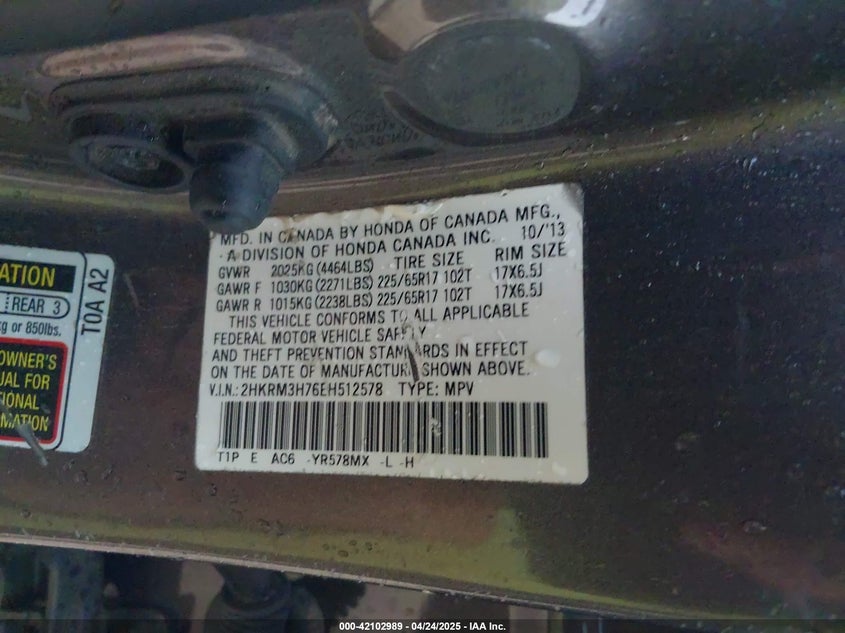 MFD. IN CANADA BY HONDA OF CANADA MFG.,
- A DIVISION OF HONDA CANADA INC. 10/'13
GVWR 2025KG (4464LBS) TIRE SIZE RIM SIZE
GAWR F 1030KG (2271LBS) 225/65R17 102T 17X6.5J
GAWR R 1015KG (2238LBS) 225/65R17 102T 17X6.5J
THIS VEHICLE CONFORMS TO ALL APPLICABLE
FEDERAL MOTOR VEHICLE SAFETY
AND THEFT PREVENTION STANDARDS IN EFFECT
ON THE DATE OF MANUFACTURE SHOWN ABOVE.
V.I.N.: 2HKRM3H76EH512578 TYPE: MPV
T1P E AC6 -YR578MX -L -H
ATION
REAR 3
kg or 850lbs.
OWNER'S
UAL FOR
TIONAL
MATION
T0A A2
000-42102989 - 04/24/2025 - IAA Inc.